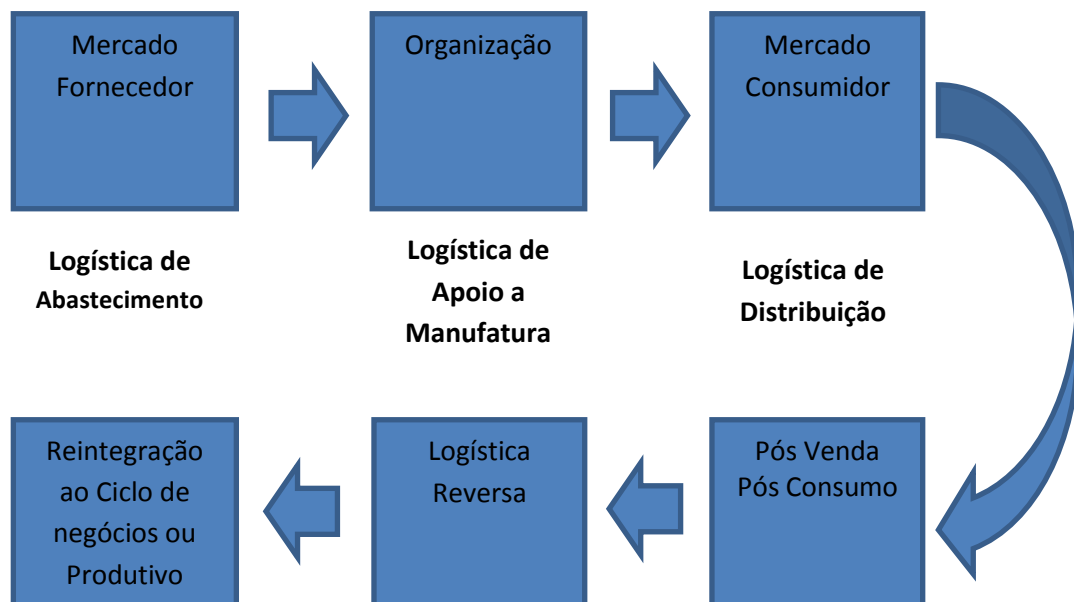 Mercado
Fornecedor
Organização
Mercado
Consumidor
Logística de
Abastecimento
Logística de
Apoio a
Manufatura
Logística de
Distribuição
Reintegração
ao Ciclo de
negócios ou
Produtivo
Logística
Reversa
Pós Venda
Pós Consumo